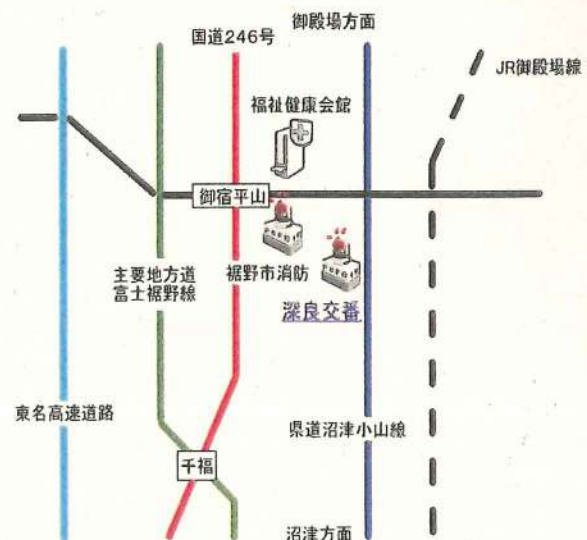 御殿場方面
国道246号
JR御殿場線
福祉健康会館
御宿平山
主要地方道
富士裾野線
裾野市消防
深良交番
東名高速道路
県道沼津小山線
千福
沼津方面